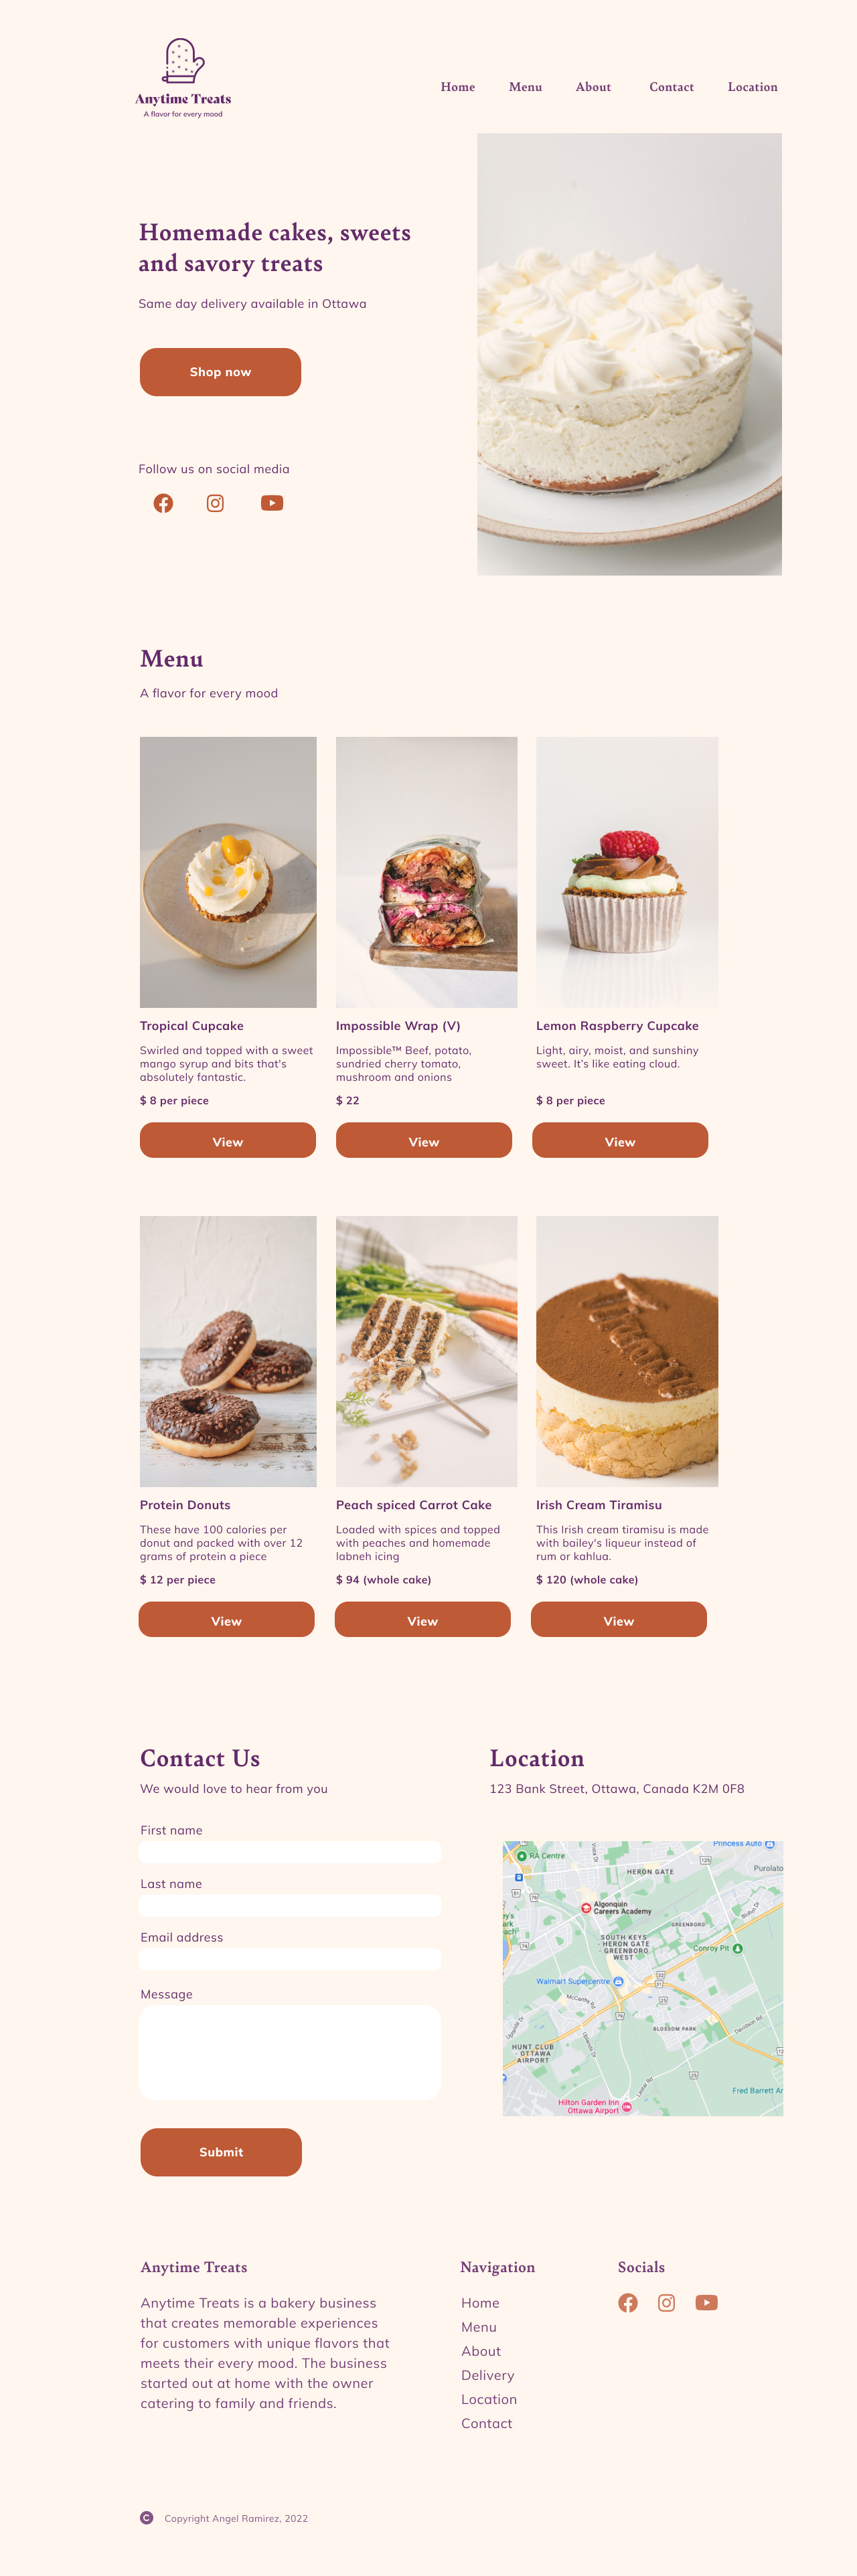 Anytime Treats
A flavor for every mood
Home Menu About Contact Location
Homemade cakes, sweets
and savory treats
Same day delivery available in Ottawa
Shop now
Follow us on social media
Menu
A flavor for every mood
Tropical Cupcake
Swirled and topped with a sweet
mango syrup and bits that's
absolutely fantastic.
$ 8 per piece
View
Impossible Wrap (V)
Impossible™ Beef, potato,
sundried cherry tomato,
mushroom and onions
$ 22
View
Lemon Raspberry Cupcake
Light, airy, moist, and sunshiny
sweet. It’s like eating cloud.
$ 8 per piece
View
Protein Donuts
These have 100 calories per
donut and packed with over 12
grams of protein a piece
$ 12 per piece
View
Peach spiced Carrot Cake
Loaded with spices and topped
with peaches and homemade
labneh icing
$ 94 (whole cake)
View
Irish Cream Tiramisu
This Irish cream tiramisu is made
with bailey's liqueur instead of
rum or kahlua.
$ 120 (whole cake)
View
Contact Us
We would love to hear from you
First name
Last name
Email address
Message
Submit
Location
123 Bank Street, Ottawa, Canada K2M 0F8
Princess Auto
RA Centre
HERON GATE
Purolato
Algonquin
Careers Academy
GREENBORO
SOUTH KEYS
- HERON GATE
- GREENBORO
WEST
Conroy Pit
Walmart Supercentre
McCarthy Rd
BLOSSOM PARK
Davidson Rd
HUNT CLUB
OTTAWA
AIRPORT
Uplands Dr
Uplands Dr
Lester Rd
Fred Barrett Ar
Hilton Garden Inn
Ottawa Airport
Anytime Treats
Anytime Treats is a bakery business
that creates memorable experiences
for customers with unique flavors that
meets their every mood. The business
started out at home with the owner
catering to family and friends.
Navigation
Home
Menu
About
Delivery
Location
Contact
Socials
C Copyright Angel Ramirez, 2022